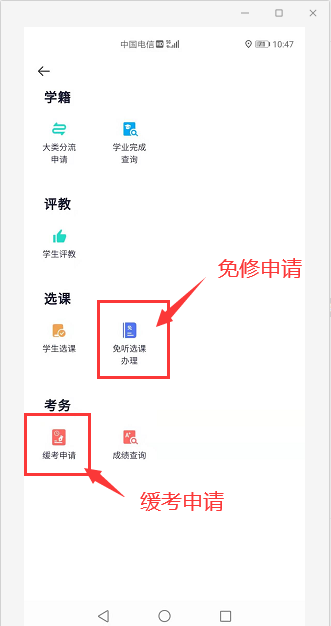 中国电信 HD 10:47
学籍
大类分流 学业完成
申请 查询
评教
学生评教
选课
免修申请
学生选课 免听选课
办理
考务
缓考申请 成绩查询
缓考申请